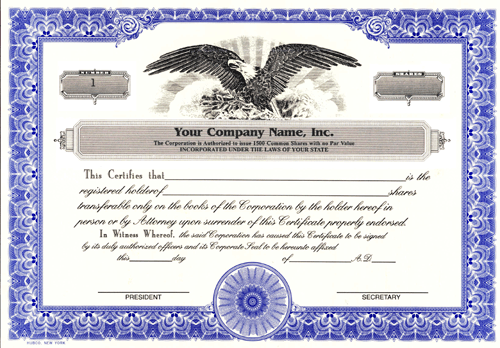 NUMBER
1
SHARES
Your Company Name, Inc.
The Corporation is Authorized to issue 1500 Common Shares with no Par Value
INCORPORATED UNDER THE LAWS OF YOUR STATE
This Certifies that is the
registered holder of shares
transferable only on the books of the Corporation by the holder hereof in
person or by Attorney upon surrender of this Certificate properly endorsed.
In Witness Whereof, the said Corporation has caused this Certificate to be signed
by its duly authorized officers and its Corporate Seal to be hereunto affixed
this day of A.D.
PRESIDENT
SECRETARY
NEW YORK